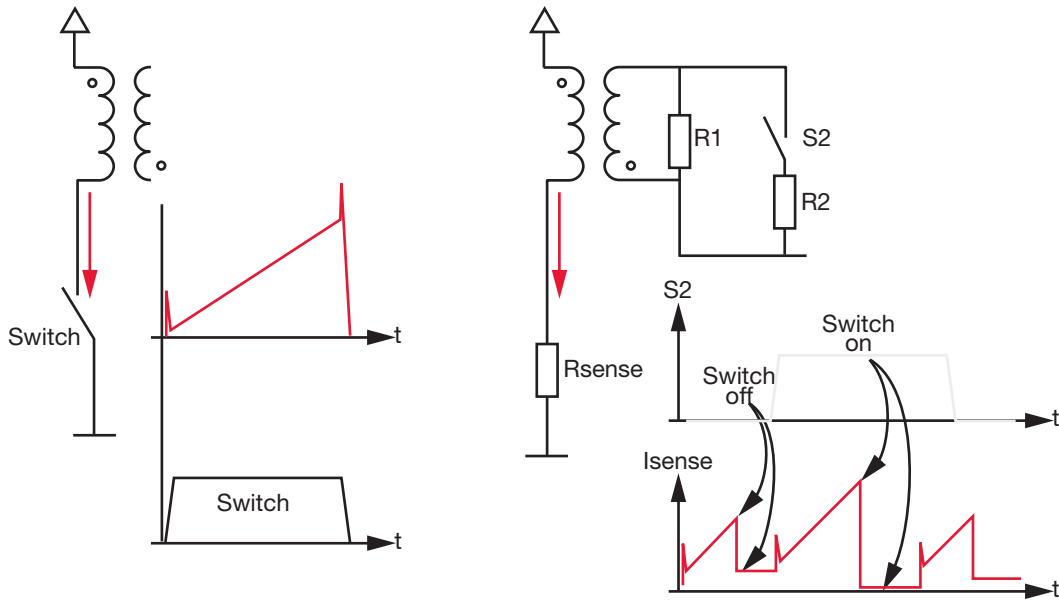 Switch
t
Switch
t
R1
S2
R2
Rsense
S2
Switch
on
Switch
off
t
Isense
t